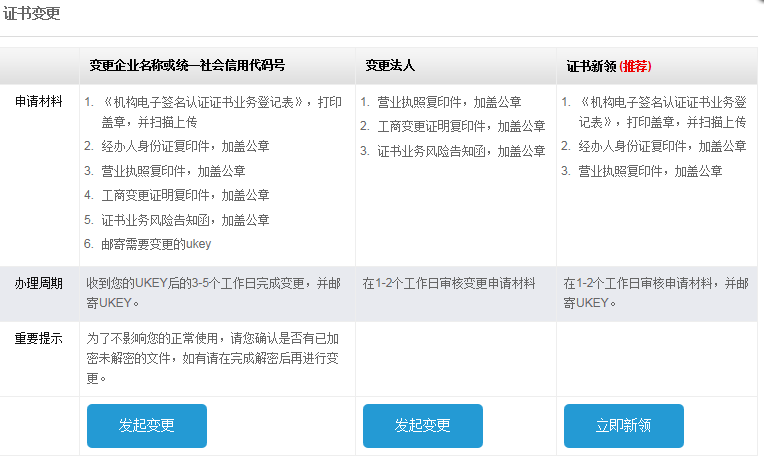 证书变更
变更企业名称或统一社会信用代码号
变更法人
证书新领 (推荐)
申请材料
1. 《机构电子签名认证证书业务登记表》，打印
盖章，并扫描上传
2. 经办人身份证复印件，加盖公章
3. 营业执照复印件，加盖公章
4. 工商变更证明复印件，加盖公章
5. 证书业务风险告知函，加盖公章
6. 邮寄需要变更的ukey
1. 营业执照复印件，加盖公章
2. 工商变更证明复印件，加盖公章
3. 证书业务风险告知函，加盖公章
1. 《机构电子签名认证证书业务登
记表》，打印盖章，并扫描上传
2. 经办人身份证复印件，加盖公章
3. 营业执照复印件，加盖公章
办理周期
收到您的UKEY后的3-5个工作日完成变更，并邮
寄UKEY。
在1-2个工作日审核变更申请材料
在1-2个工作日审核申请材料，并邮
寄UKEY。
重要提示
为了不影响您的正常使用，请您确认是否有已加
密未解密的文件，如有请在完成解密后再进行变
更。
发起变更
发起变更
立即新领